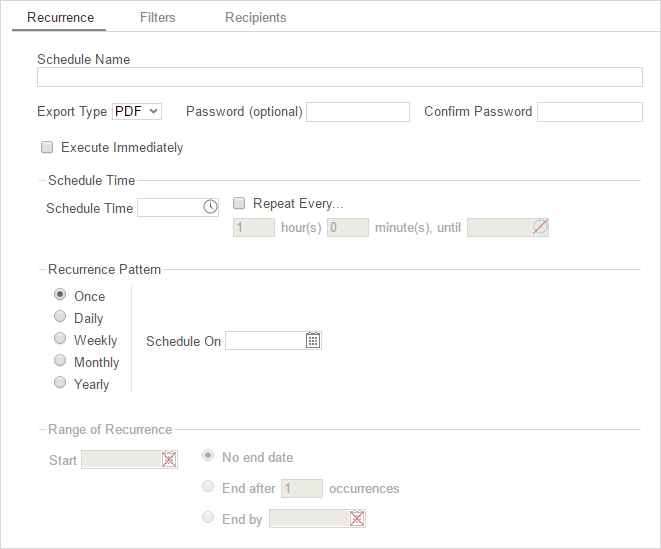 Recurrence Filters Recipients
Schedule Name
Export Type PDF Password (optional) Confirm Password
Execute Immediately
Schedule Time
Schedule Time Repeat Every...
1 hour(s) 0 minute(s), until
Recurrence Pattern
Once
Daily
Weekly
Schedule On
Monthly
Yearly
Range of Recurrence
Start No end date
End after 1 occurrences
End by